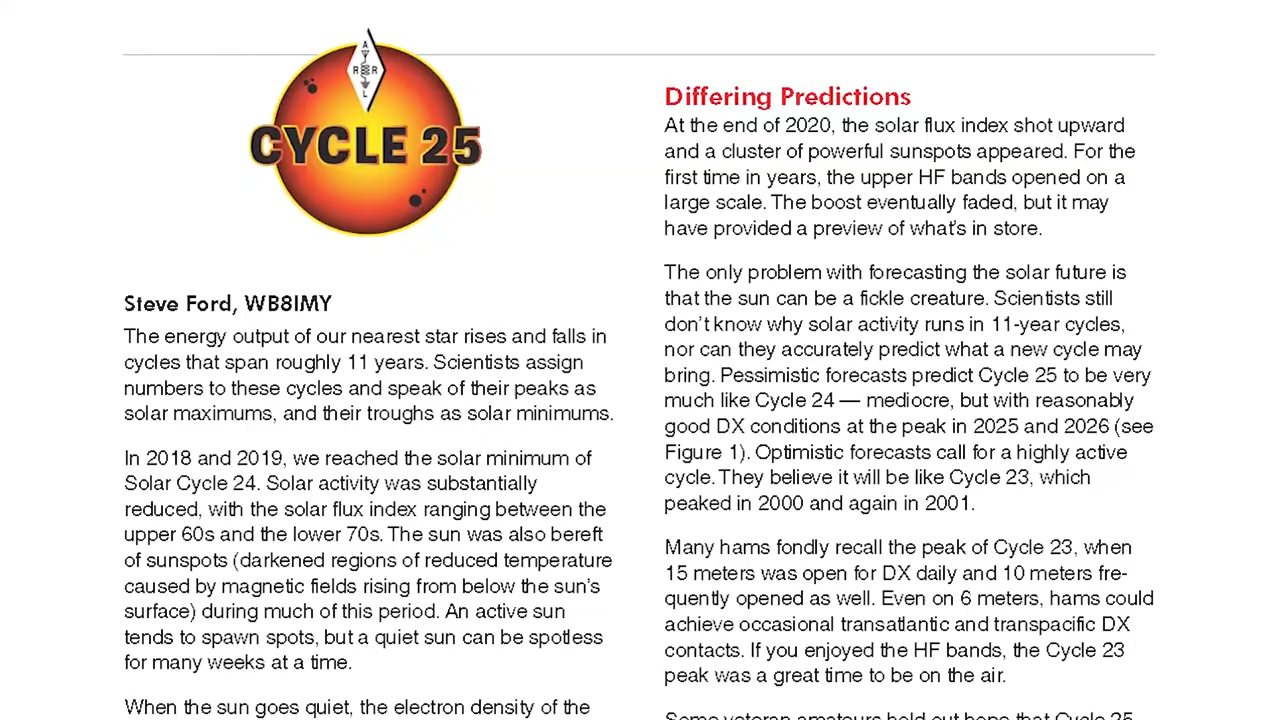 A
R R
L
CYCLE 25
Steve Ford, WB8IMY
The energy output of our nearest star rises and falls in
cycles that span roughly 11 years. Scientists assign
numbers to these cycles and speak of their peaks as
solar maximums, and their troughs as solar minimums.
In 2018 and 2019, we reached the solar minimum of
Solar Cycle 24. Solar activity was substantially
reduced, with the solar flux index ranging between the
upper 60s and the lower 70s. The sun was also bereft
of sunspots (darkened regions of reduced temperature
caused by magnetic fields rising from below the sun's
surface) during much of this period. An active sun
tends to spawn spots, but a quiet sun can be spotless
for many weeks at a time.
When the sun goes quiet, the electron density of the
Differing Predictions
At the end of 2020, the solar flux index shot upward
and a cluster of powerful sunspots appeared. For the
first time in years, the upper HF bands opened on a
large scale. The boost eventually faded, but it may
have provided a preview of what's in store.
The only problem with forecasting the solar future is
that the sun can be a fickle creature. Scientists still
don't know why solar activity runs in 11-year cycles,
nor can they accurately predict what a new cycle may
bring. Pessimistic forecasts predict Cycle 25 to be very
much like Cycle 24 — mediocre, but with reasonably
good DX conditions at the peak in 2025 and 2026 (see
Figure 1). Optimistic forecasts call for a highly active
cycle. They believe it will be like Cycle 23, which
peaked in 2000 and again in 2001.
Many hams fondly recall the peak of Cycle 23, when
15 meters was open for DX daily and 10 meters fre-
quently opened as well. Even on 6 meters, hams could
achieve occasional transatlantic and transpacific DX
contacts. If you enjoyed the HF bands, the Cycle 23
peak was a great time to be on the air.
Some veteran amateurs hold out hope that Cycle 25